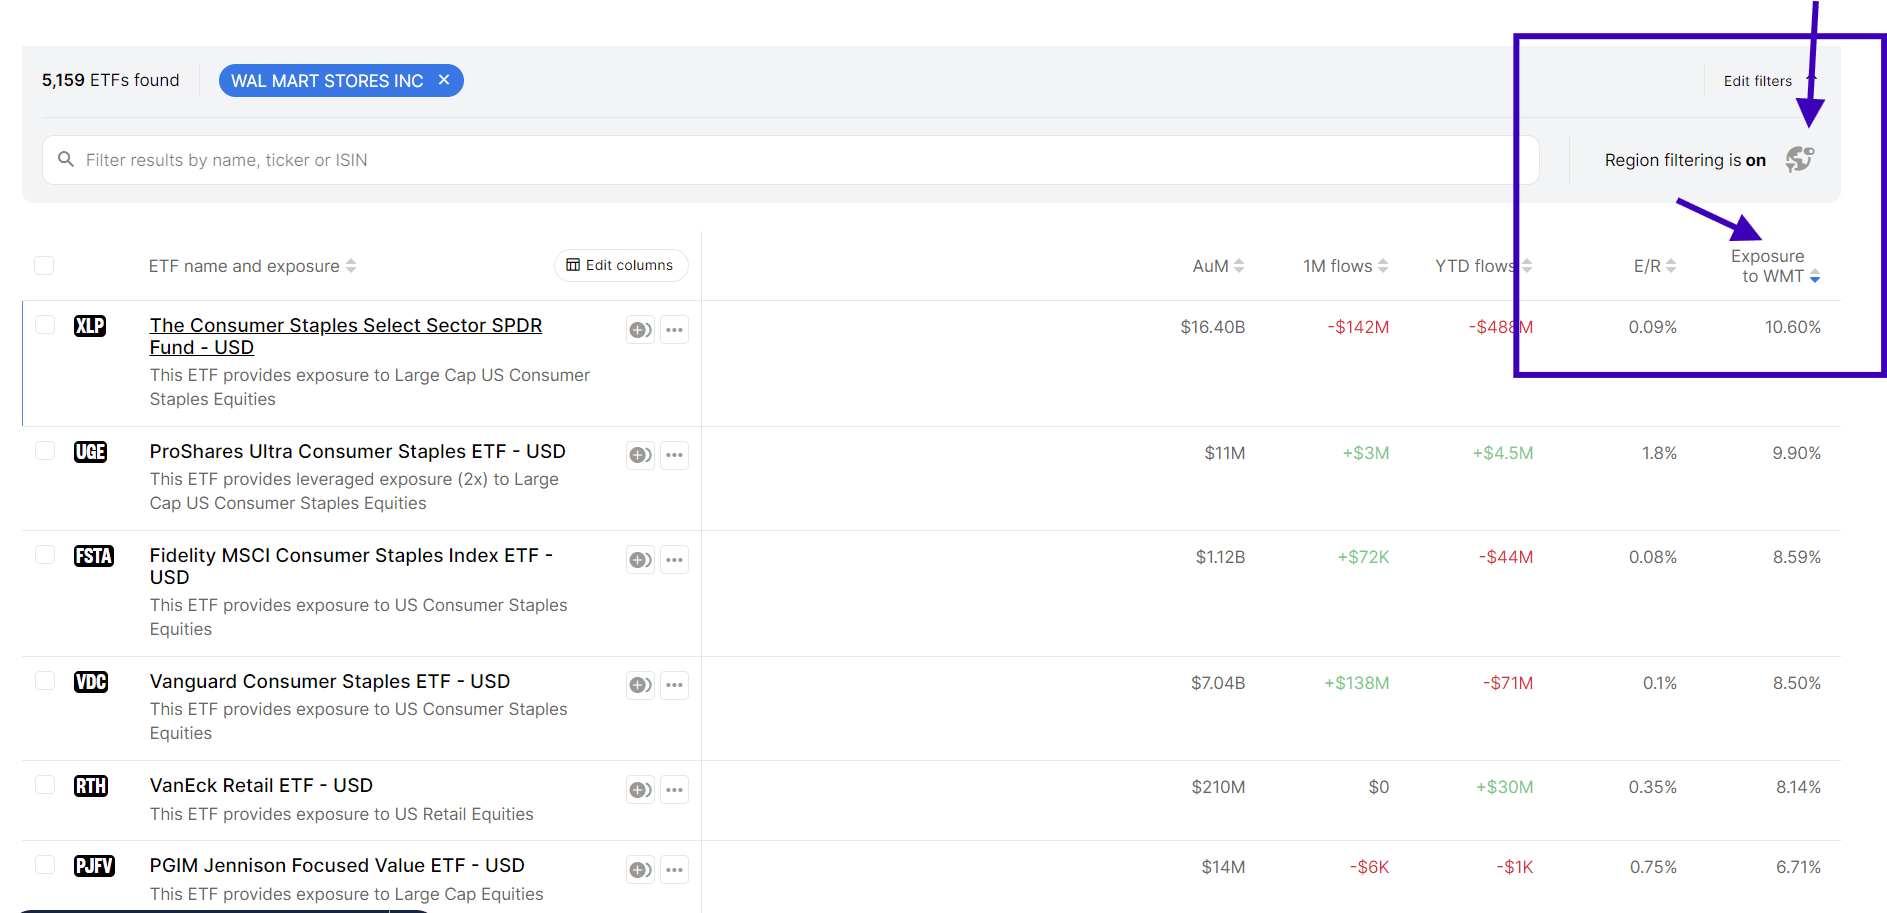 5,159 ETFs found
WAL MART STORES INC ×
Edit filters
Filter results by name, ticker or ISIN
Region filtering is on
ETF name and exposure
Edit columns
AuM
1M flows
YTD flows
E/R
Exposure
to WMT
XLP
The Consumer Staples Select Sector SPDR
Fund - USD
This ETF provides exposure to Large Cap US Consumer
Staples Equities
$16.40B
-$142M
-$488M
0.09%
10.60%
UGE
ProShares Ultra Consumer Staples ETF - USD
This ETF provides leveraged exposure (2x) to Large
Cap US Consumer Staples Equities
$11M
+$3M
+$4.5M
1.8%
9.90%
FSTA
Fidelity MSCI Consumer Staples Index ETF -
USD
This ETF provides exposure to US Consumer Staples
Equities
$1.12B
+$72K
-$44M
0.08%
8.59%
VDC
Vanguard Consumer Staples ETF - USD
This ETF provides exposure to US Consumer Staples
Equities
$7.04B
+$138M
-$71M
0.1%
8.50%
RTH
VanEck Retail ETF - USD
This ETF provides exposure to US Retail Equities
$210M
$0
+$30M
0.35%
8.14%
PJFV
PGIM Jennison Focused Value ETF - USD
This ETF provides exposure to Large Cap Equities
$14M
-$6K
-$1K
0.75%
6.71%